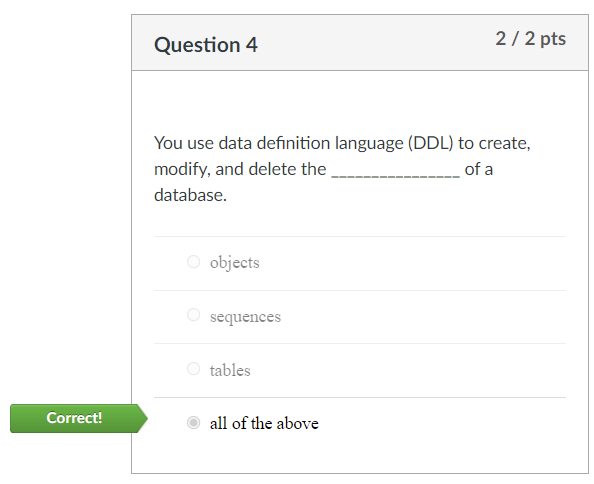 Question 4
2 / 2 pts
You use data definition language (DDL) to create,
modify, and delete the ________________ of a
database.
objects
sequences
tables
Correct!
all of the above